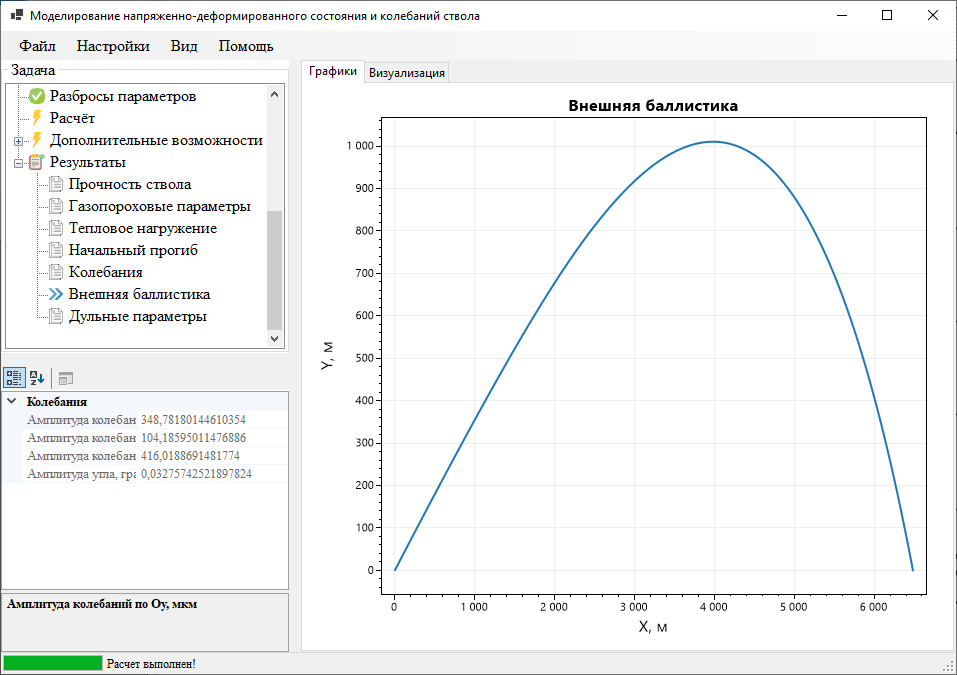 Моделирование напряженно-деформированного состояния и колебаний ствола
Файл Настройки Вид Помощь
Задача
Разбросы параметров
Расчёт
Дополнительные возможности
Результаты
Прочность ствола
Газопороховые параметры
Тепловое нагружение
Начальный прогиб
Колебания
Внешняя баллистика
Дульные параметры
Колебания
Амплитуда колебан 348,78180144610354
Амплитуда колебан 104,18595011476886
Амплитуда колебан 416,0188691481774
Амплитуда угла, гра 0,03275742521897824
Амплитуда колебаний по Oy, мкм
Расчет выполнен!
Графики Визуализация
Внешняя баллистика
1 000
900
800
700
600
500
400
300
200
100
0
Y, м
0 1 000 2 000 3 000 4 000 5 000 6 000
X, м